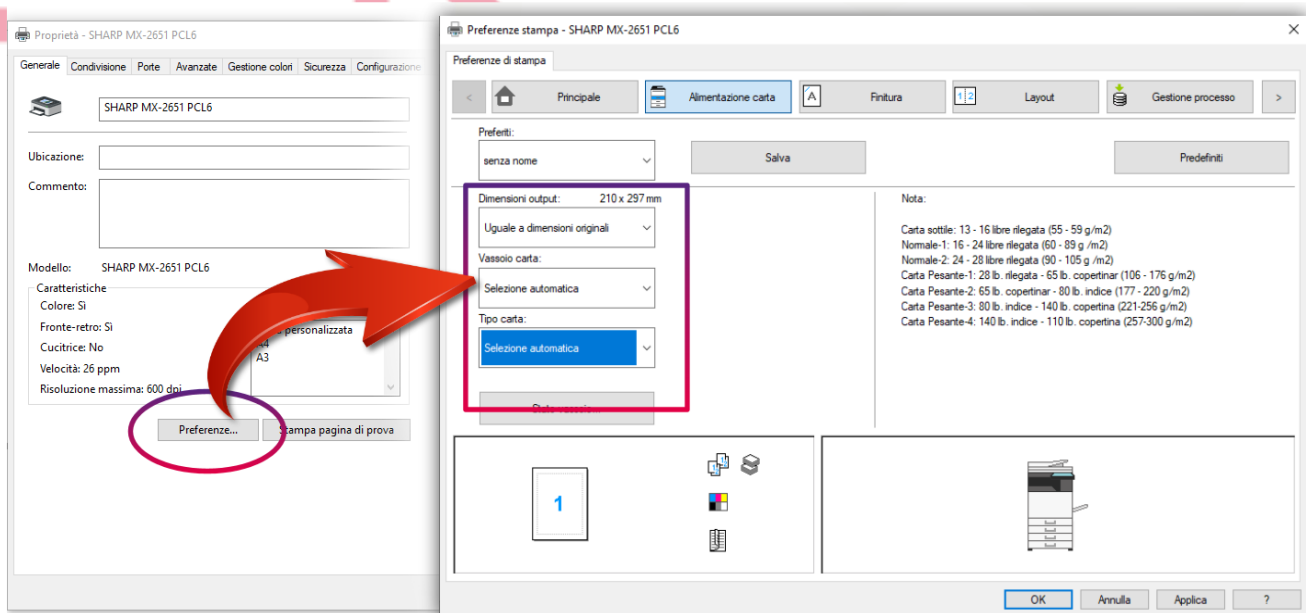 Proprietà - SHARP MX-2651 PCL6
Generale Condivisione Porte Avanzate Gestione colori Sicurezza Configurazione
SHARP MX-2651 PCL6
Ubicazione:
Commento:
Modello: SHARP MX-2651 PCL6
Caratteristiche
Colore: Sì
Fronte-retro: Sì
Cucitrice: No
Velocità: 26 ppm
Risoluzione massima: 600 dpi
personalizzata
A4
A3
Preferenze...
Stampa pagina di prova
Preferenze stampa - SHARP MX-2651 PCL6
Preferenze di stampa
< Principale Alimentazione carta A Finitura 1 2 Layout Gestione processo >
Preferiti:
senza nome
Salva
Predefiniti
Dimensioni output: 210 x 297 mm
Uguale a dimensioni originali
Vassoio carta:
Selezione automatica
Tipo carta:
Selezione automatica
Stato vassoio...
Nota:
Carta sottile: 13 - 16 libre rilegata (55 - 59 g/m2)
Normale-1: 16 - 24 libre rilegata (60 - 89 g /m2)
Normale-2: 24 - 28 libre rilegata (90 - 105 g /m2)
Carta Pesante-1: 28 lb. rilegata - 65 lb. copertinar (106 - 176 g/m2)
Carta Pesante-2: 65 lb. copertinar - 80 lb. indice (177 - 220 g/m2)
Carta Pesante-3: 80 lb. indice - 140 lb. copertina (221-256 g/m2)
Carta Pesante-4: 140 lb. indice - 110 lb. copertina (257-300 g/m2)
1
OK Annulla Applica ?